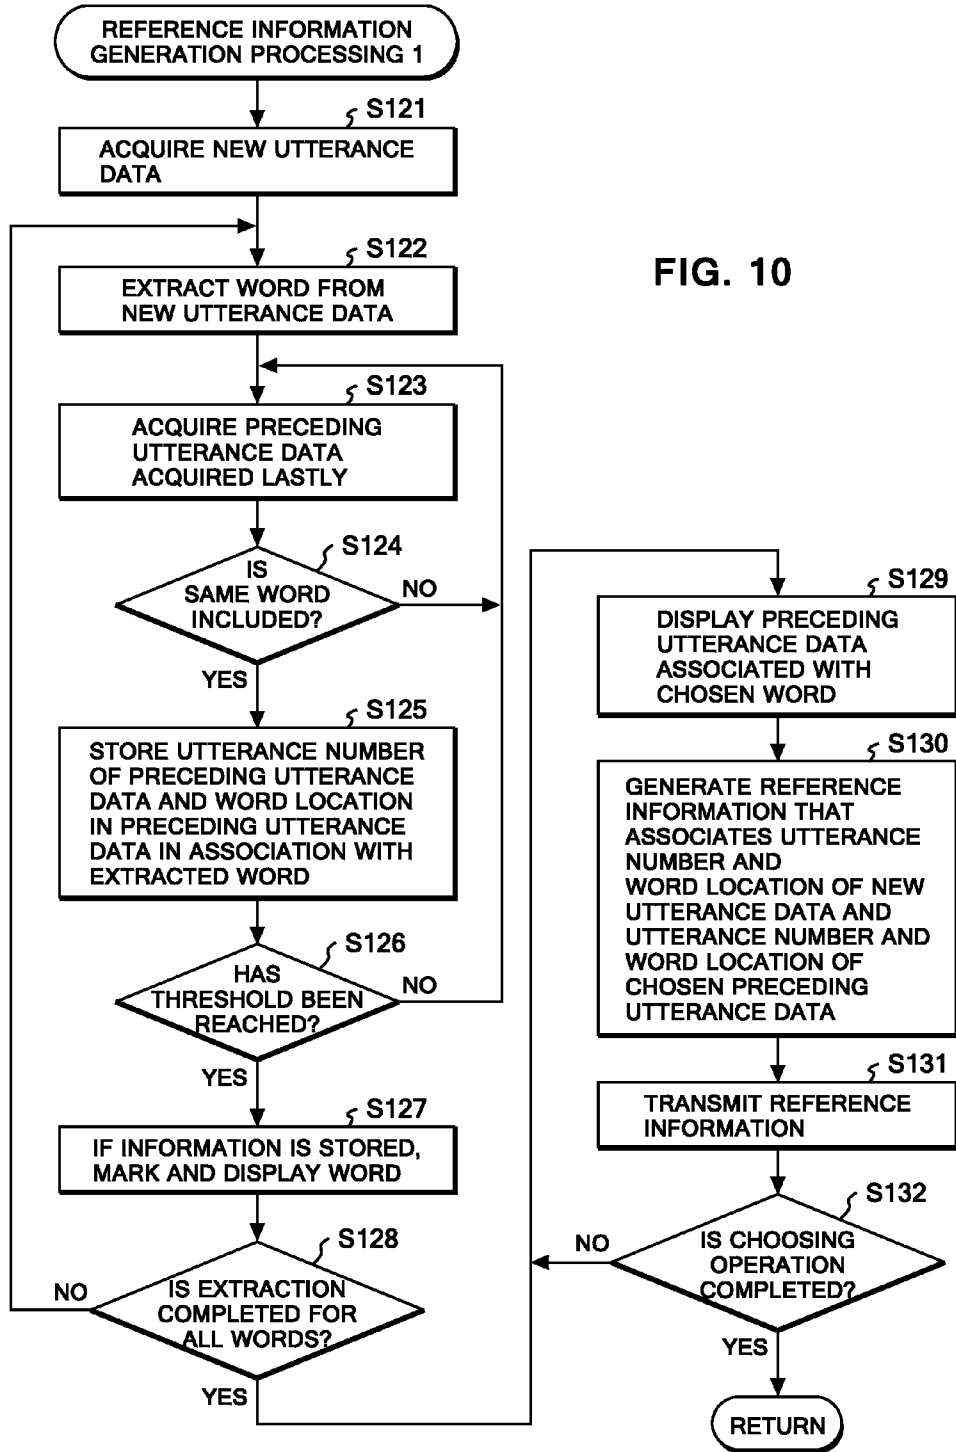 REFERENCE INFORMATION
GENERATION PROCESSING 1
S121
ACQUIRE NEW UTTERANCE
DATA
S122
EXTRACT WORD FROM
NEW UTTERANCE DATA
S123
ACQUIRE PRECEDING
UTTERANCE DATA
ACQUIRED LASTLY
S124
IS
SAME WORD
INCLUDED?
NO
YES
S125
STORE UTTERANCE NUMBER
OF PRECEDING UTTERANCE
DATA AND WORD LOCATION
IN PRECEDING UTTERANCE
DATA IN ASSOCIATION WITH
EXTRACTED WORD
S126
HAS
THRESHOLD BEEN
REACHED?
NO
YES
S127
IF INFORMATION IS STORED,
MARK AND DISPLAY WORD
S128
IS EXTRACTION
COMPLETED FOR
ALL WORDS?
NO
YES
FIG. 10
S129
DISPLAY PRECEDING
UTTERANCE DATA
ASSOCIATED WITH
CHOSEN WORD
S130
GENERATE REFERENCE
INFORMATION THAT
ASSOCIATES UTTERANCE
NUMBER AND
WORD LOCATION OF NEW
UTTERANCE DATA AND
UTTERANCE NUMBER AND
WORD LOCATION OF
CHOSEN PRECEDING
UTTERANCE DATA
S131
TRANSMIT REFERENCE
INFORMATION
S132
IS CHOOSING
OPERATION
COMPLETED?
NO
YES
RETURN